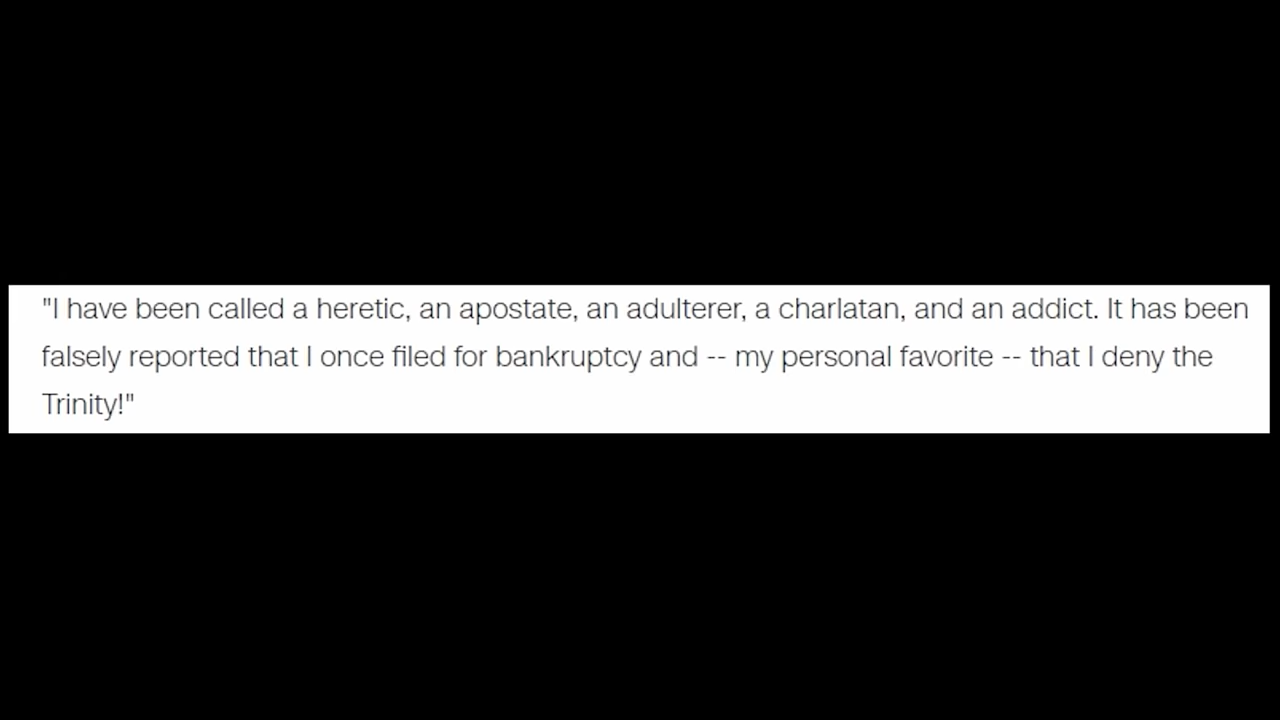 "I have been called a heretic, an apostate, an adulterer, a charlatan, and an addict. It has been
falsely reported that I once filed for bankruptcy and -- my personal favorite -- that I deny the
Trinity!"